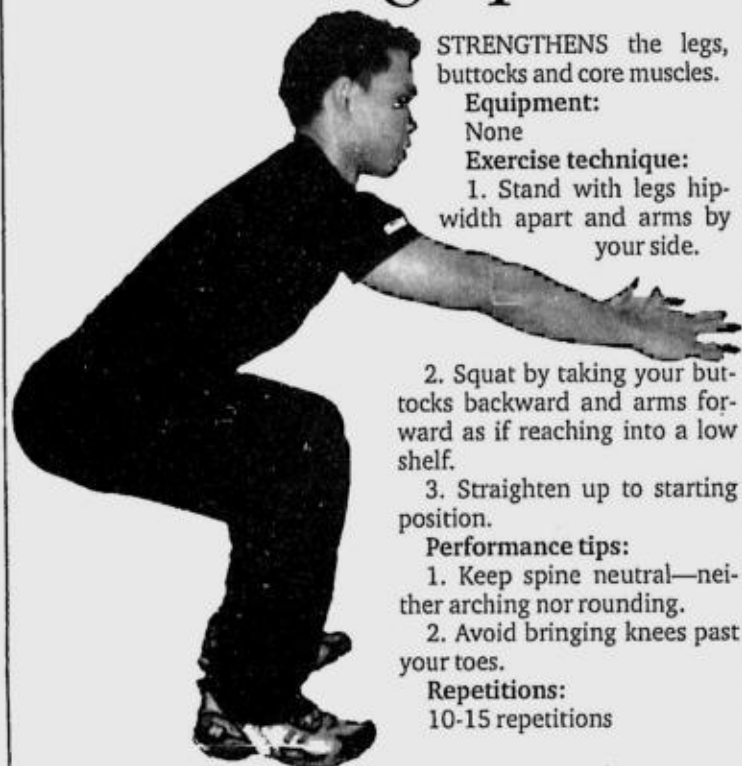 STRENGTHENS the legs,
buttocks and core muscles.
Equipment:
None
Exercise technique:
1. Stand with legs hip-
width apart and arms by
your side.
2. Squat by taking your but-
tocks backward and arms for-
ward as if reaching into a low
shelf.
3. Straighten up to starting
position.
Performance tips:
1. Keep spine neutral—nei-
ther arching nor rounding.
2. Avoid bringing knees past
your toes.
Repetitions:
10-15 repetitions